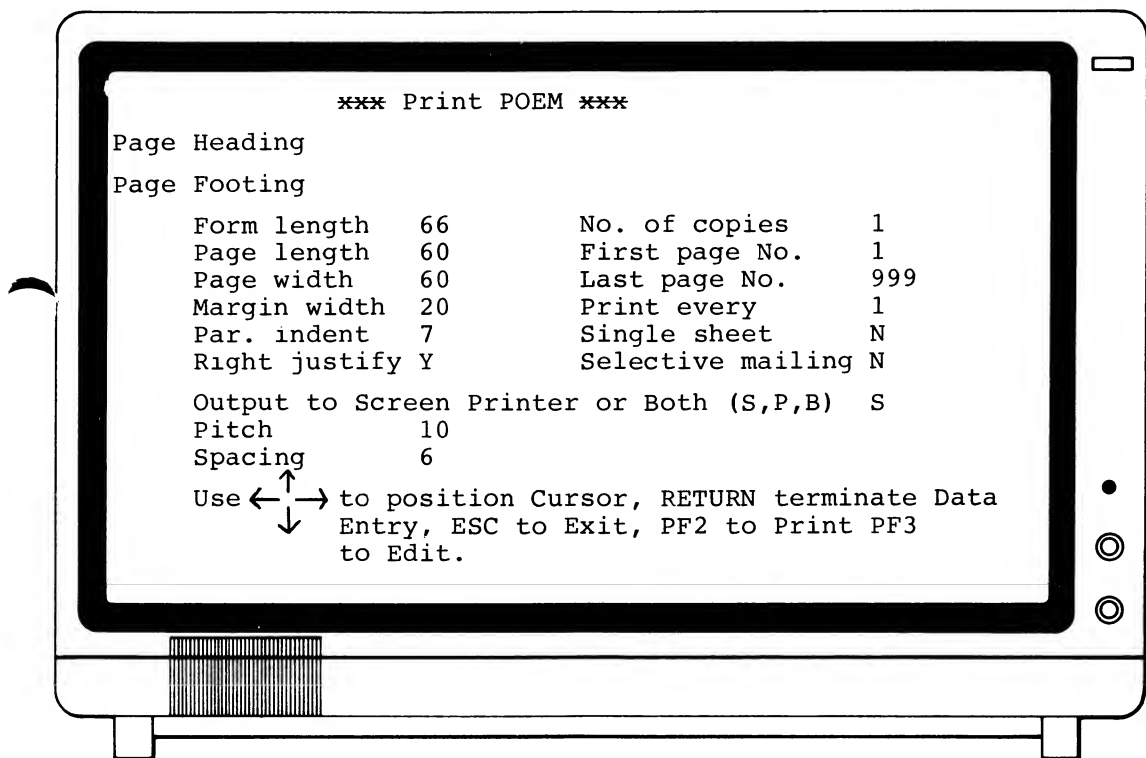 *** Print POEM ***
Page Heading
Page Footing
Form length 66 No. of copies 1
Page length 60 First page No. 1
Page width 60 Last page No. 999
Margin width 20 Print every 1
Par. indent 7 Single sheet N
Right justify Y Selective mailing N
Output to Screen Printer or Both (S,P,B) S
Pitch 10
Spacing 6
Use ←↑↓→ to position Cursor, RETURN terminate Data
Entry, ESC to Exit, PF2 to Print PF3
to Edit.